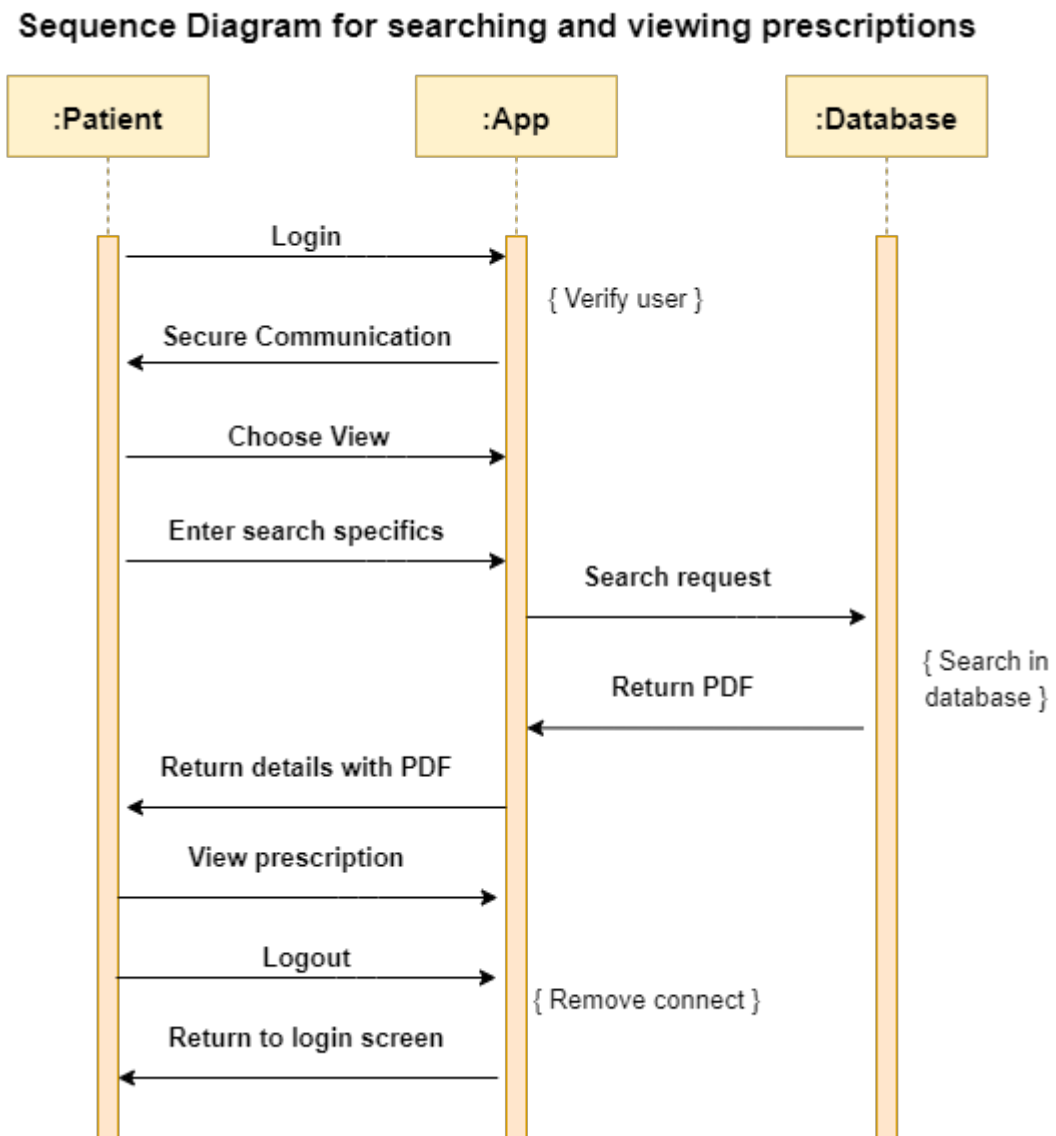 Sequence Diagram for searching and viewing prescriptions
:Patient
:App
:Database
Login
{ Verify user }
Secure Communication
Choose View
Enter search specifics
Search request
{ Search in
database }
Return PDF
Return details with PDF
View prescription
Logout
{ Remove connect }
Return to login screen